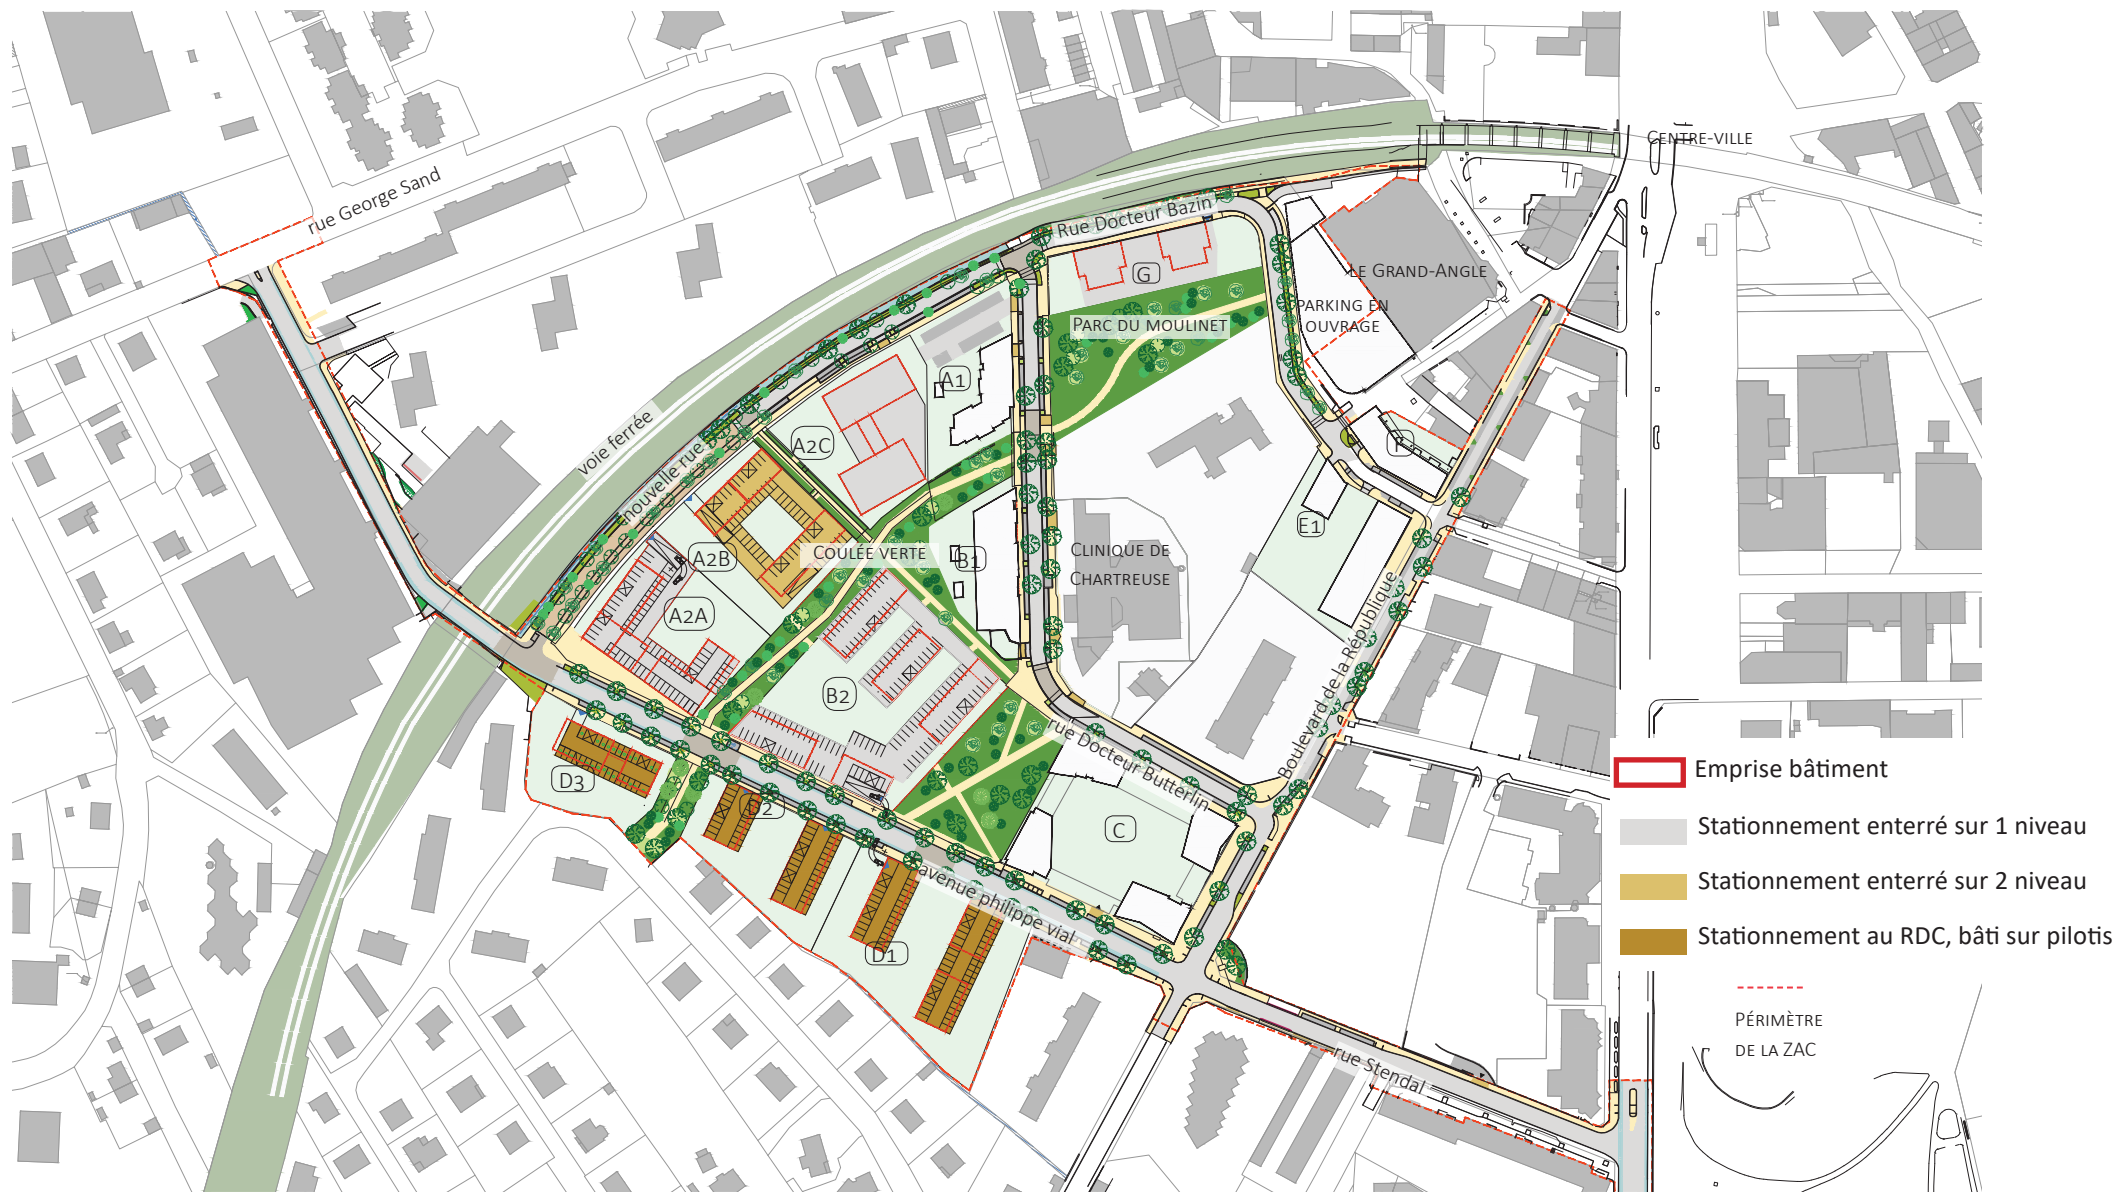 CENTRE-VILLE
rue George Sand
Rue Docteur Bazin
G
LE GRAND-ANGLE
PARKING EN
OUVRAGE
PARC DU MOULINET
A1
voie ferrée
nouvelle rue
A2C
F
E1
A2B
COULÉE VERTE
B1
CLINIQUE DE
CHARTREUSE
A2A
B2
Boulevard de la République
rue Docteur Butterlin
D3
D2
C
avenue philippe vial
D1
rue Stendal
Emprise bâtiment
Stationnement enterré sur 1 niveau
Stationnement enterré sur 2 niveau
Stationnement au RDC, bâti sur pilotis
PÉRIMÈTRE
DE LA ZAC